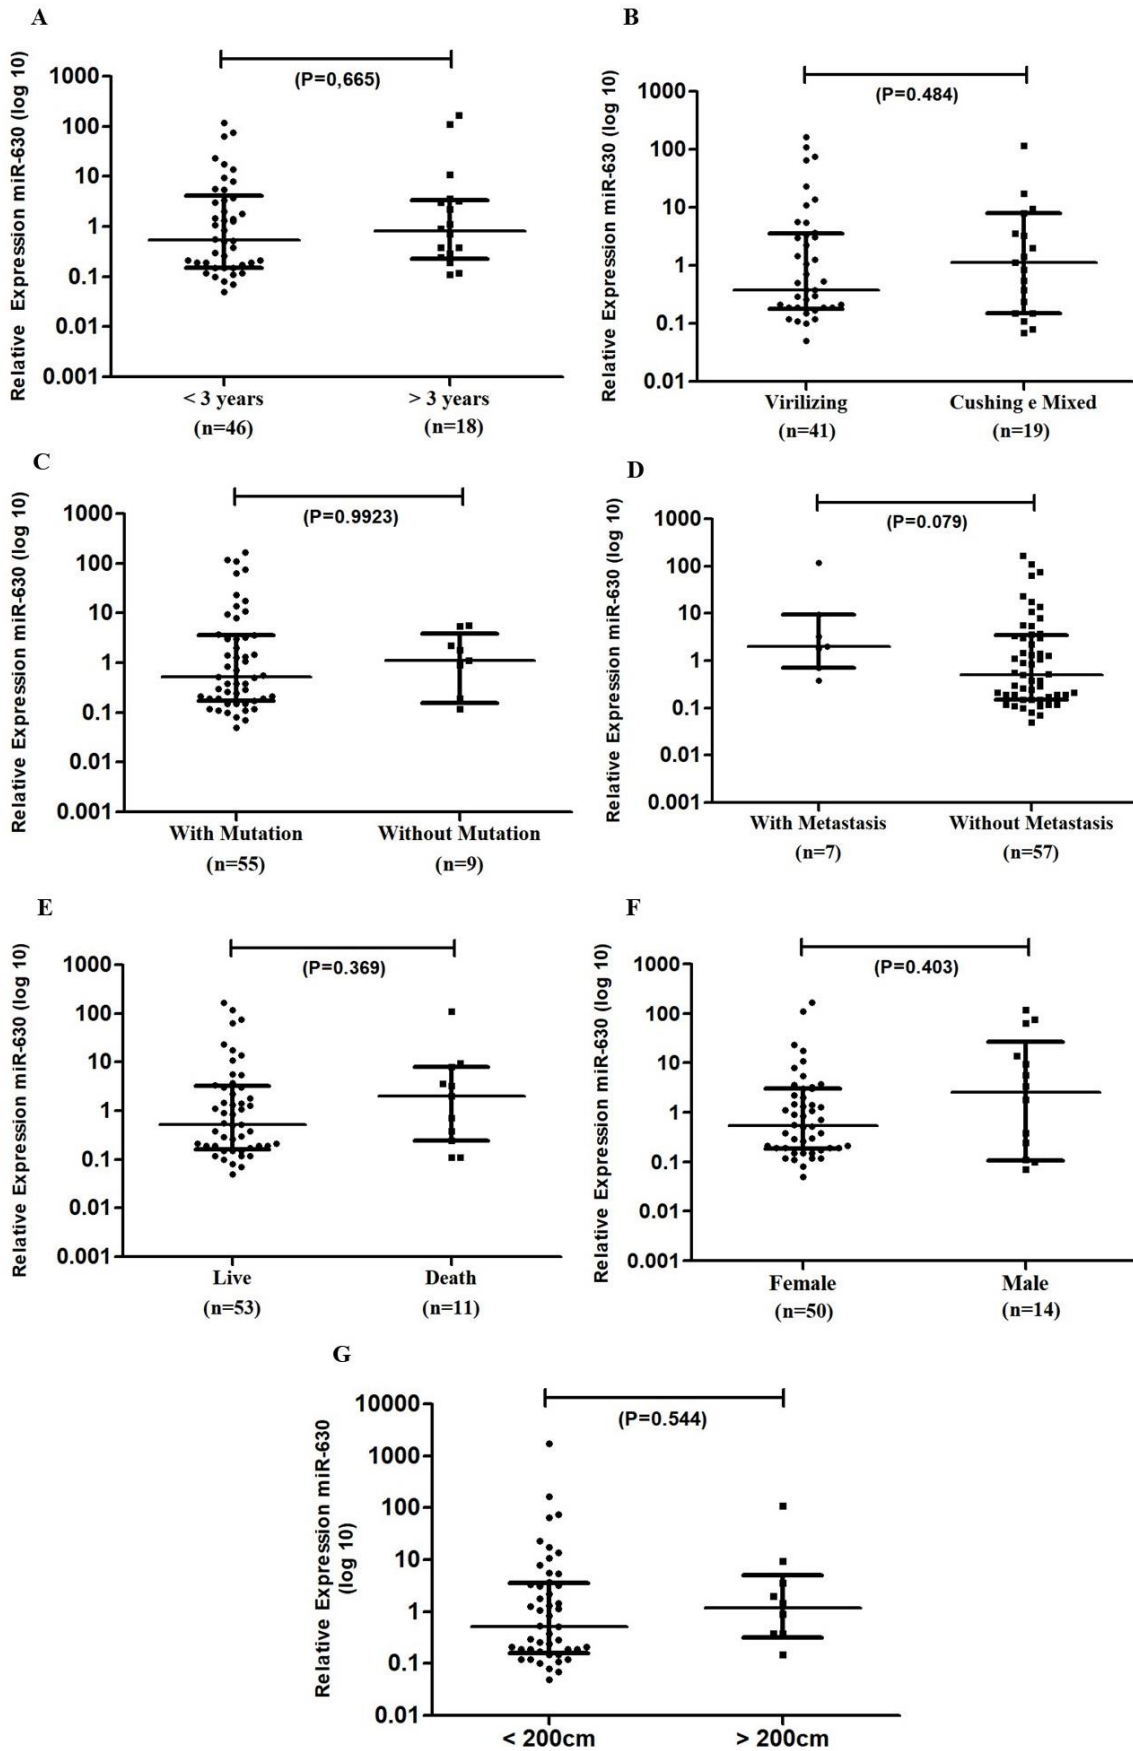 A
(P=0,665)
Relative Expression miR-630 (log 10)
1000
100
10
1
0.1
0.01
0.001
< 3 years
(n=46)
> 3 years
(n=18)
B
(P=0.484)
Relative Expression miR-630 (log 10)
1000
100
10
1
0.1
0.01
Virilizing
(n=41)
Cushing e Mixed
(n=19)
C
(P=0.9923)
Relative Expression miR-630 (log 10)
1000
100
10
1
0.1
0.01
0.001
With Mutation
(n=55)
Without Mutation
(n=9)
D
(P=0.079)
Relative Expression miR-630 (log 10)
1000
100
10
1
0.1
0.01
0.001
With Metastasis
(n=7)
Without Metastasis
(n=57)
E
(P=0.369)
Relative Expression miR-630 (log 10)
1000
100
10
1
0.1
0.01
0.001
Live
(n=53)
Death
(n=11)
F
(P=0.403)
Relative Expression miR-630 (log 10)
1000
100
10
1
0.1
0.01
0.001
Female
(n=50)
Male
(n=14)
G
(P=0.544)
Relative Expression miR-630
(log 10)
10000
1000
100
10
1
0.1
0.01
< 200cm
> 200cm